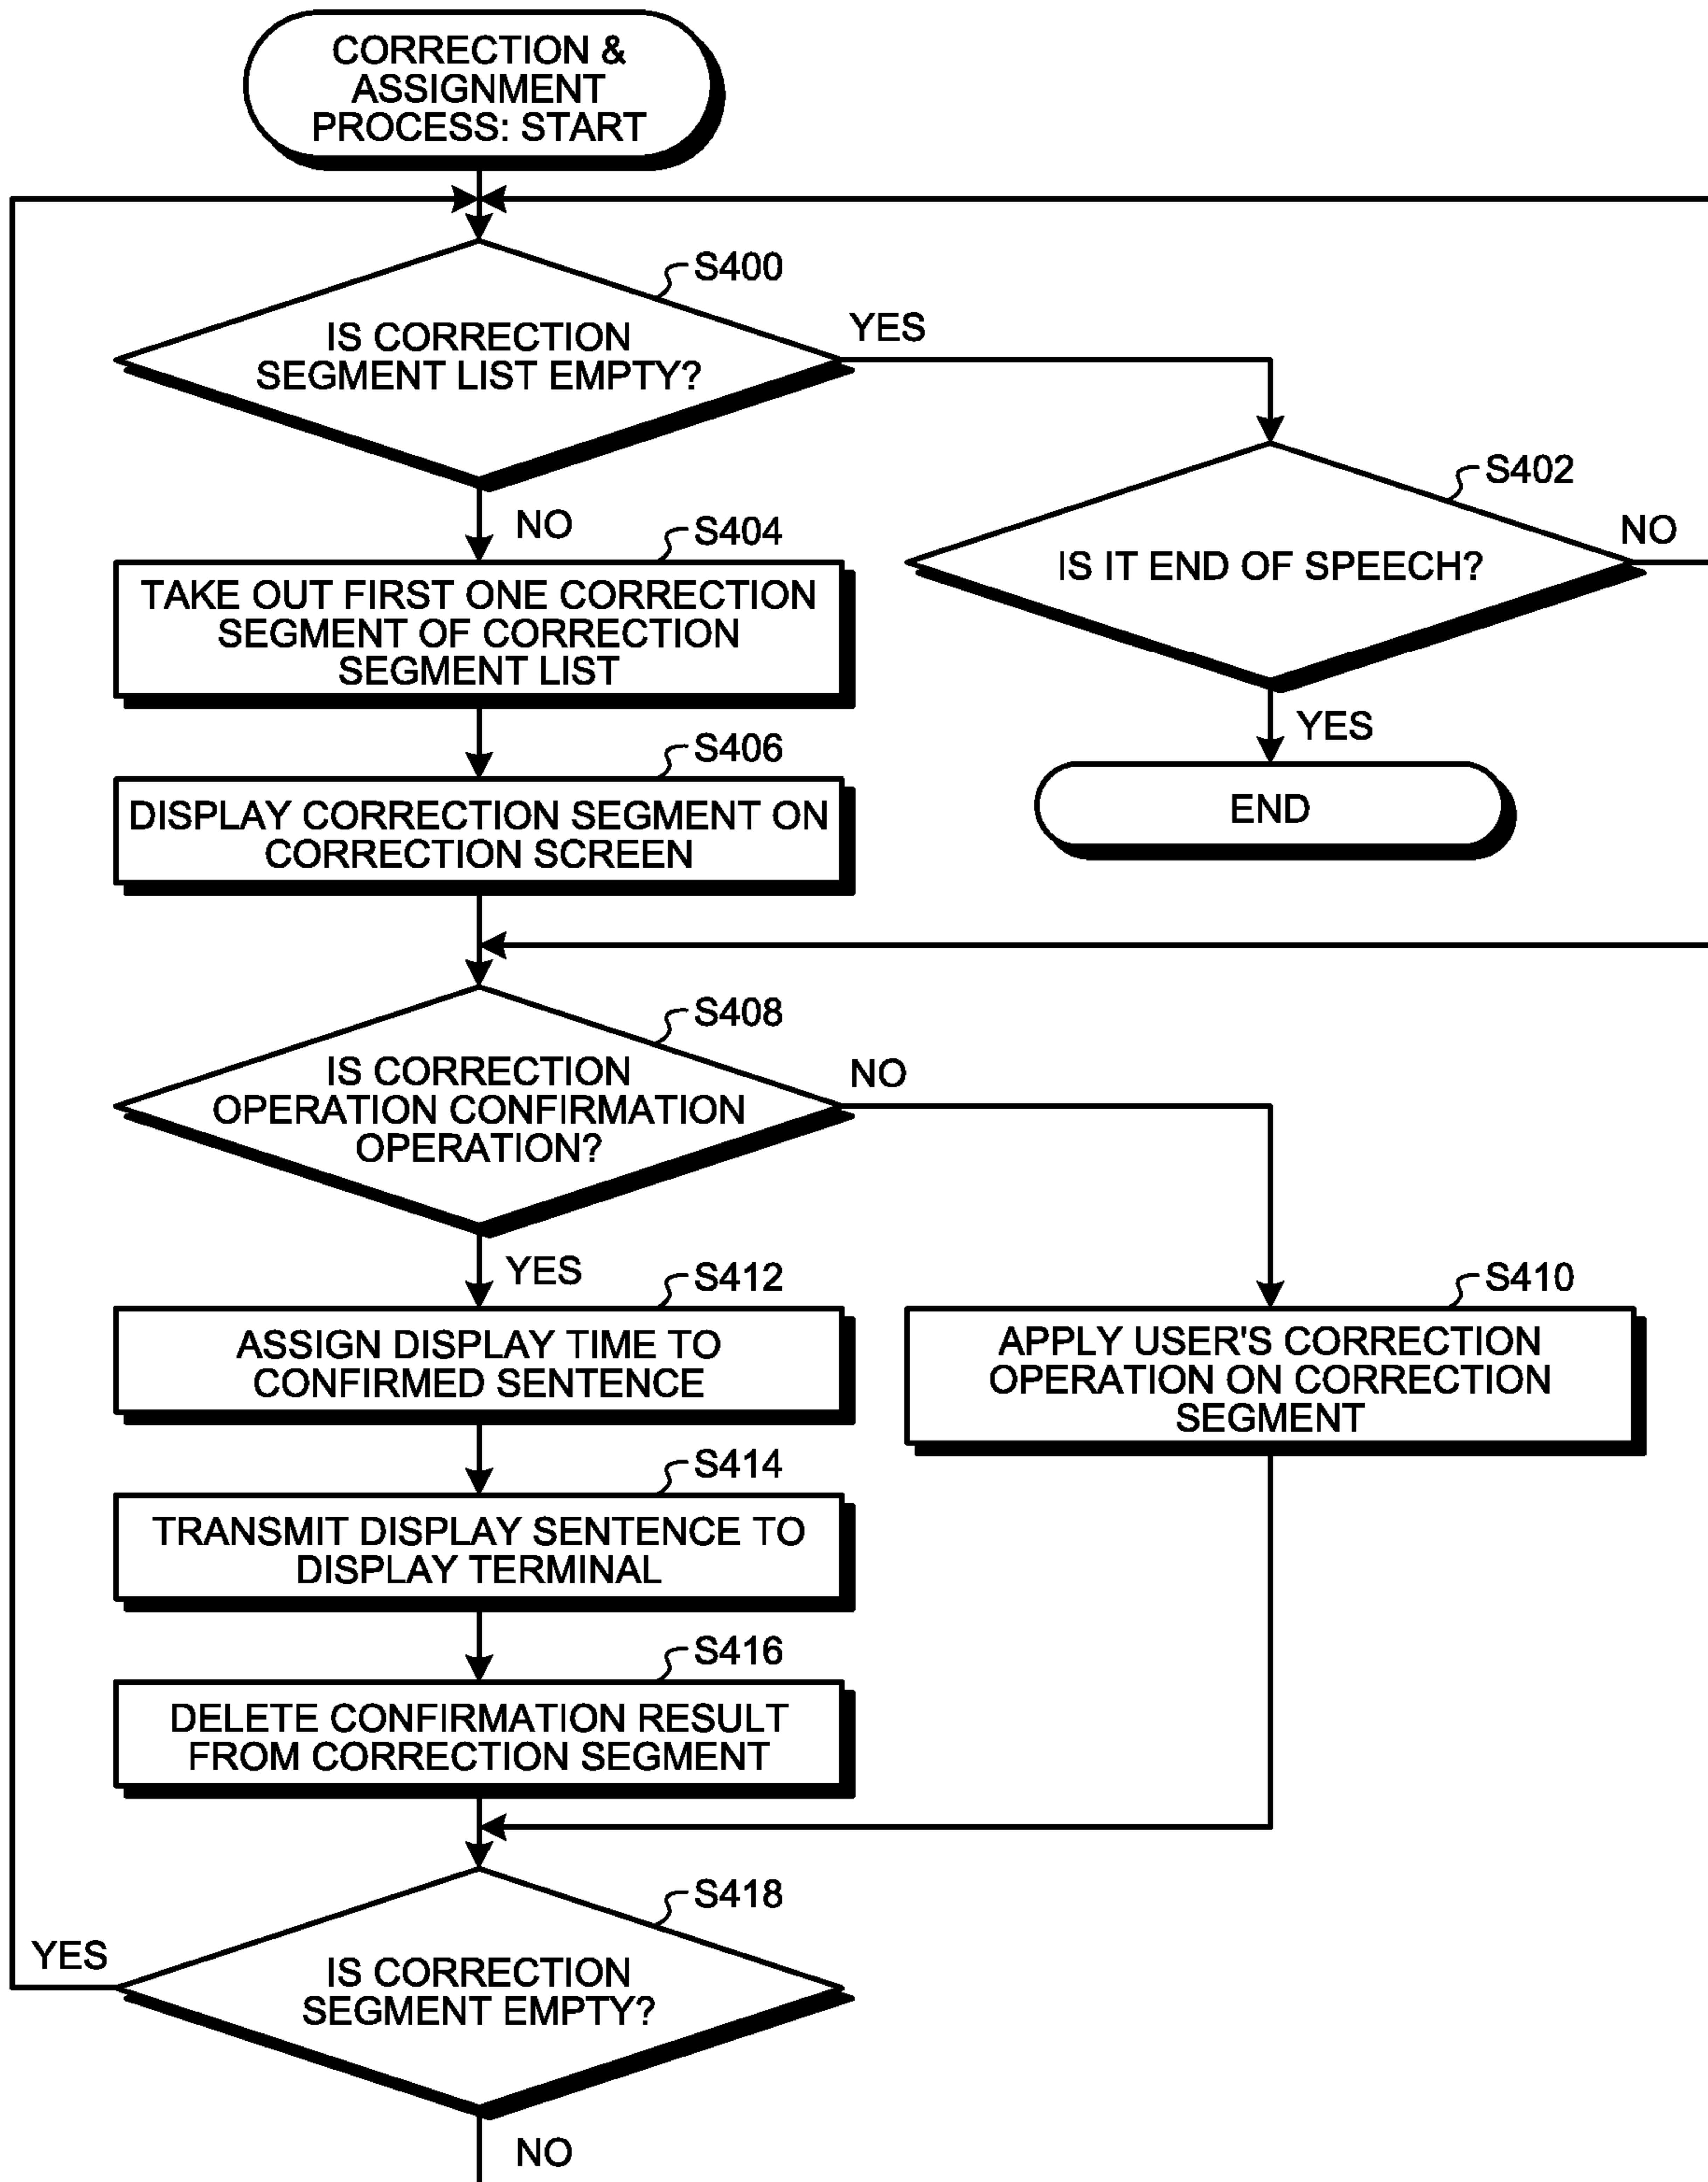 CORRECTION &
ASSIGNMENT
PROCESS: START
S400
IS CORRECTION
SEGMENT LIST EMPTY?
YES
S402
IS IT END OF SPEECH?
NO
YES
END
NO
S404
TAKE OUT FIRST ONE CORRECTION
SEGMENT OF CORRECTION
SEGMENT LIST
S406
DISPLAY CORRECTION SEGMENT ON
CORRECTION SCREEN
S408
IS CORRECTION
OPERATION CONFIRMATION
OPERATION?
NO
S410
APPLY USER'S CORRECTION
OPERATION ON CORRECTION
SEGMENT
YES
S412
ASSIGN DISPLAY TIME TO
CONFIRMED SENTENCE
S414
TRANSMIT DISPLAY SENTENCE TO
DISPLAY TERMINAL
S416
DELETE CONFIRMATION RESULT
FROM CORRECTION SEGMENT
S418
YES
IS CORRECTION
SEGMENT EMPTY?
NO